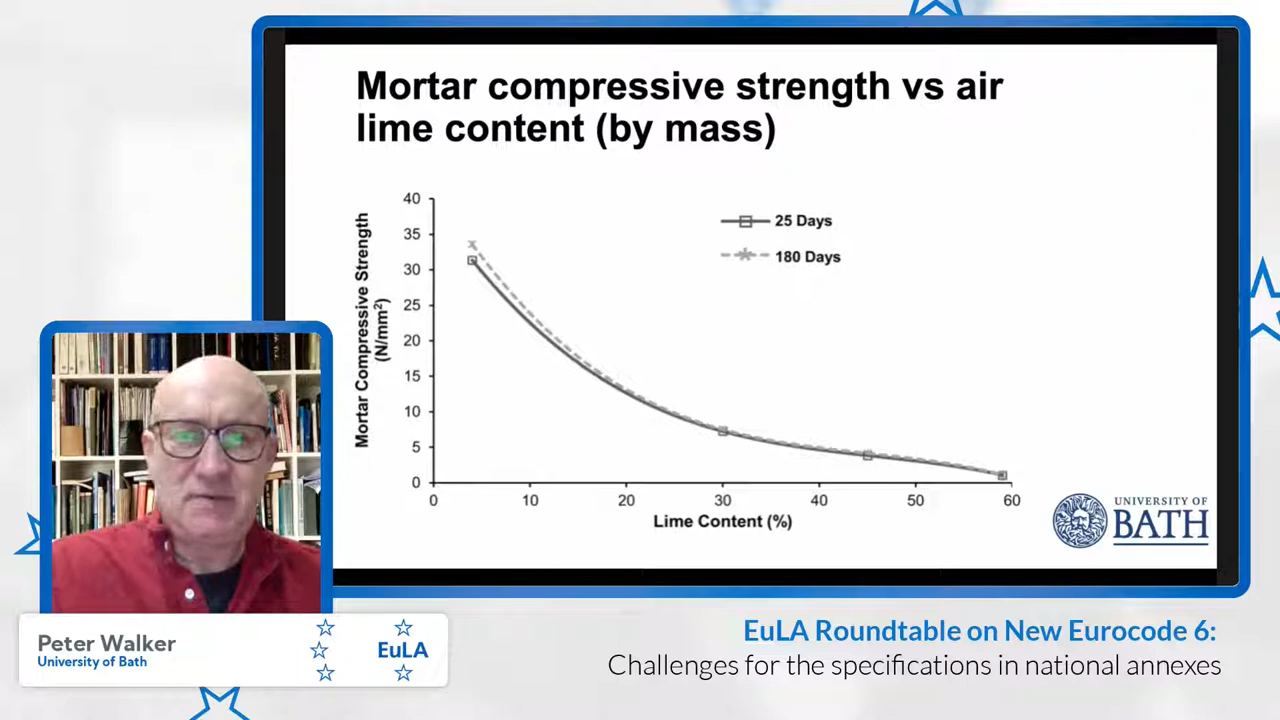 Mortar compressive strength vs air
lime content (by mass)
Mortar Compressive Strength
(N/mm²)
40
35
30
25
20
15
10
5
0
0 10 20 30 40 50 60
Lime Content (%)
25 Days
180 Days
UNIVERSITY OF
BATH
Peter Walker
University of Bath
EuLA
EuLA Roundtable on New Eurocode 6:
Challenges for the specifications in national annexes